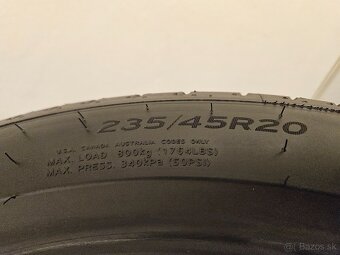 235/45R20
U.S.A. CANADA AUSTRALIA CODES ONLY
MAX. LOAD 800kg (1764LBS)
MAX. PRESS. 340kPa (50PSI)
Bazos.sk